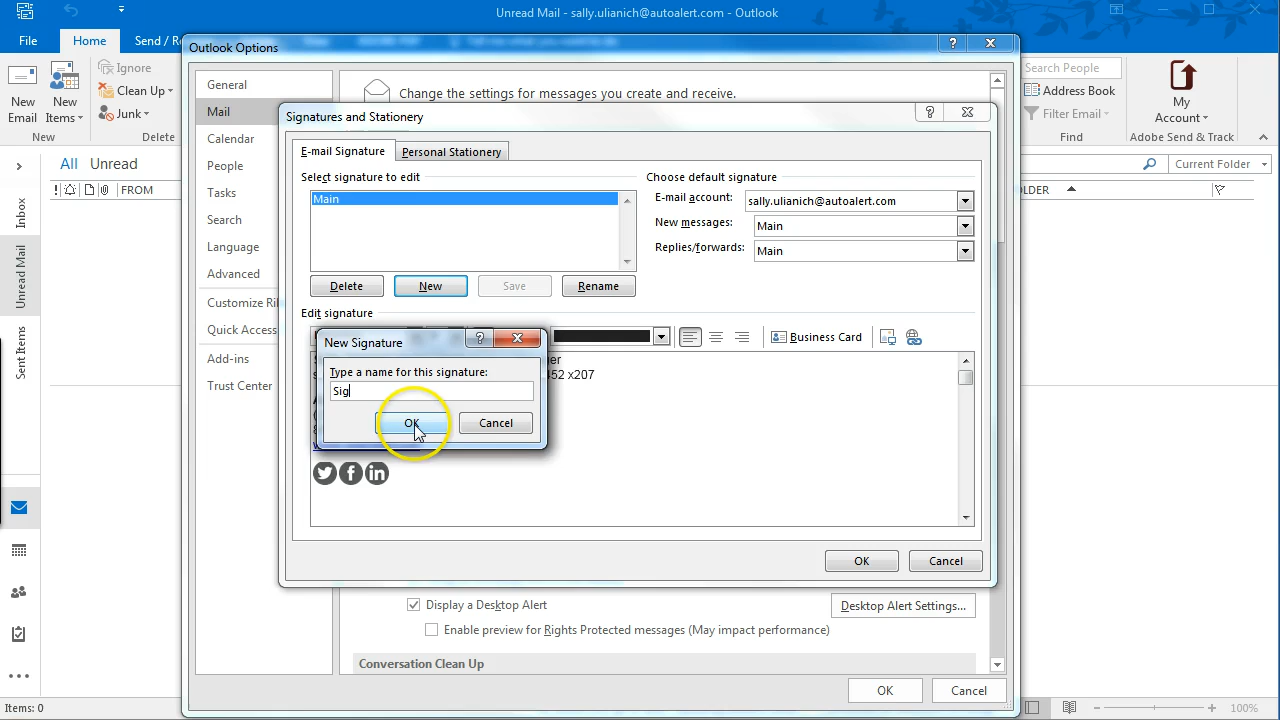 Unread Mail - sally.ulianich@autoalert.com - Outlook
File
Home
Send / Re
Outlook Options
New
Email
New
Items
Ignore
Clean Up
Junk
New
Delete
Search People
Address Book
Filter Email
Find
My
Account
Adobe Send & Track
All Unread
! FROM
Current Folder
OLDER
Inbox
Unread Mail
Sent Items
General
Mail
Calendar
People
Tasks
Search
Language
Advanced
Customize Rib
Quick Access
Add-ins
Trust Center
Change the settings for messages you create and receive.
Signatures and Stationery
E-mail Signature
Personal Stationery
Select signature to edit
Main
Delete
New
Save
Rename
Choose default signature
E-mail account:
sally.ulianich@autoalert.com
New messages:
Main
Replies/forwards:
Main
Edit signature
Business Card
452 x207
New Signature
Type a name for this signature:
Sig
OK
Cancel
OK
Cancel
Display a Desktop Alert
Desktop Alert Settings...
Enable preview for Rights Protected messages (May impact performance)
Conversation Clean Up
OK
Cancel
Items: 0
100%